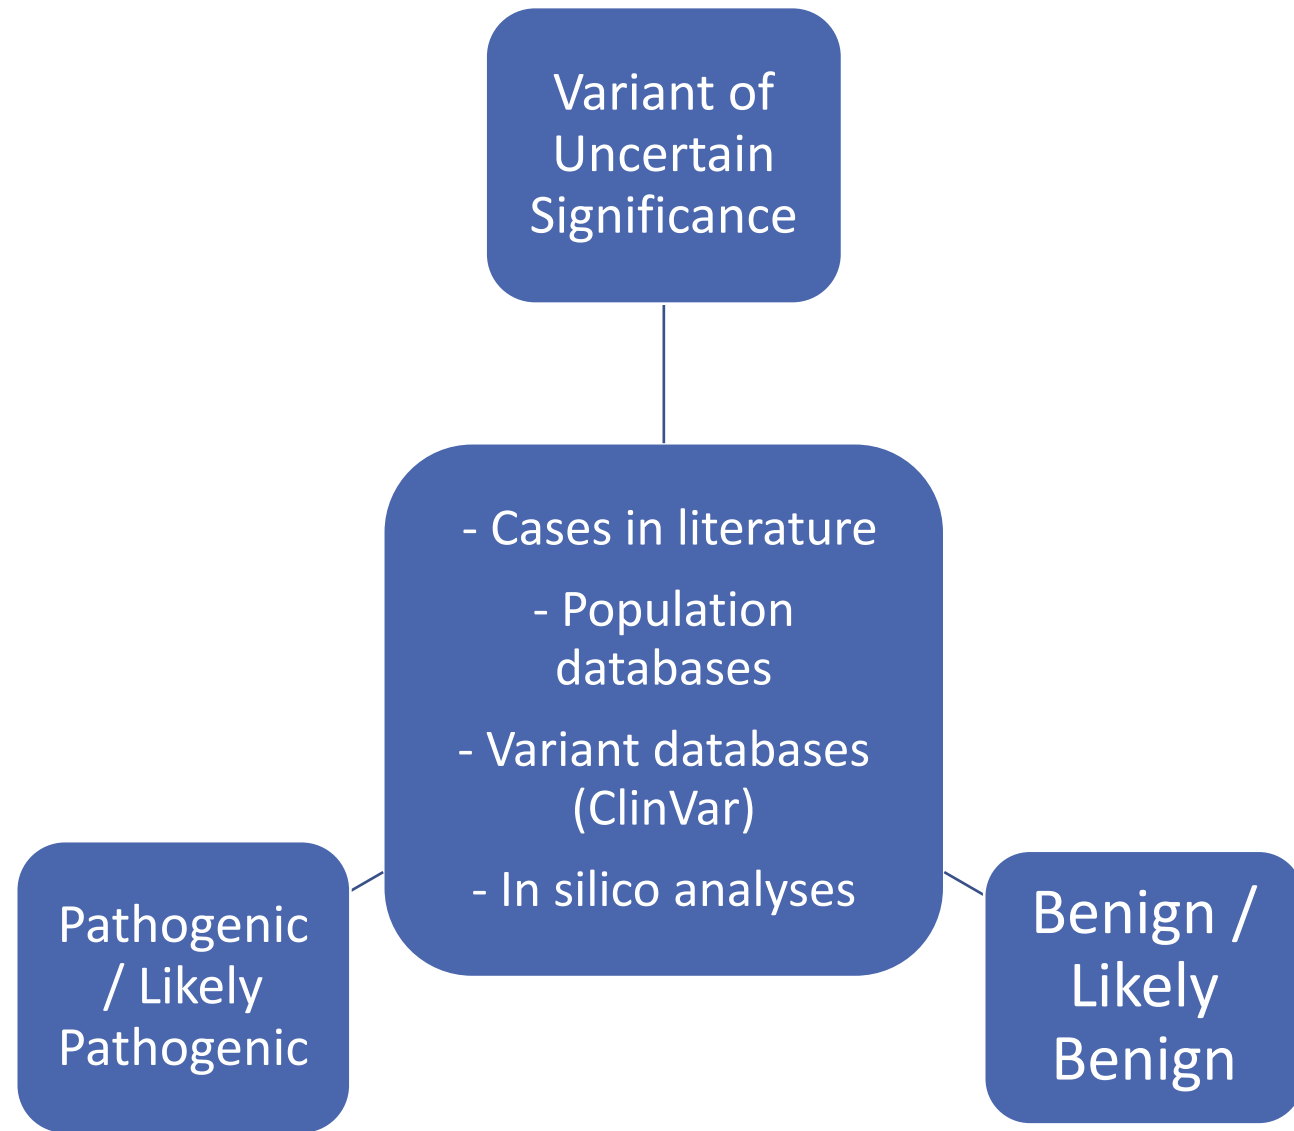 Variant of
Uncertain
Significance
- Cases in literature
- Population
databases
- Variant databases
(ClinVar)
- In silico analyses
Pathogenic
/ Likely
Pathogenic
Benign /
Likely
Benign